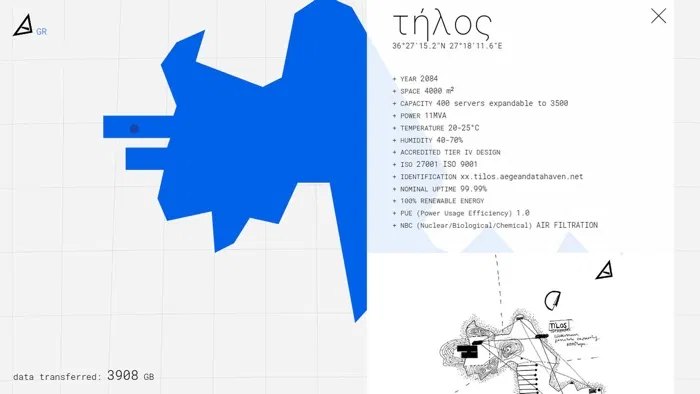 GR
τήλος
36°27'15.2"N 27°18'11.6"E
+ YEAR 2084
+ SPACE 4000 m²
+ CAPACITY 400 servers expandable to 3500
+ POWER 11MVA
+ TEMPERATURE 20-25°C
+ HUMIDITY 40-70%
+ ACCREDITED TIER IV DESIGN
+ ISO 27001 ISO 9001
+ IDENTIFICATION xx.tilos.aegeandatahaven.net
+ NOMINAL UPTIME 99.99%
+ 100% RENEWABLE ENERGY
+ PUE (Power Usage Efficiency) 1.0
+ NBC (Nuclear/Biological/Chemical) AIR FILTRATION
TILOS
data transferred: 3908 GB